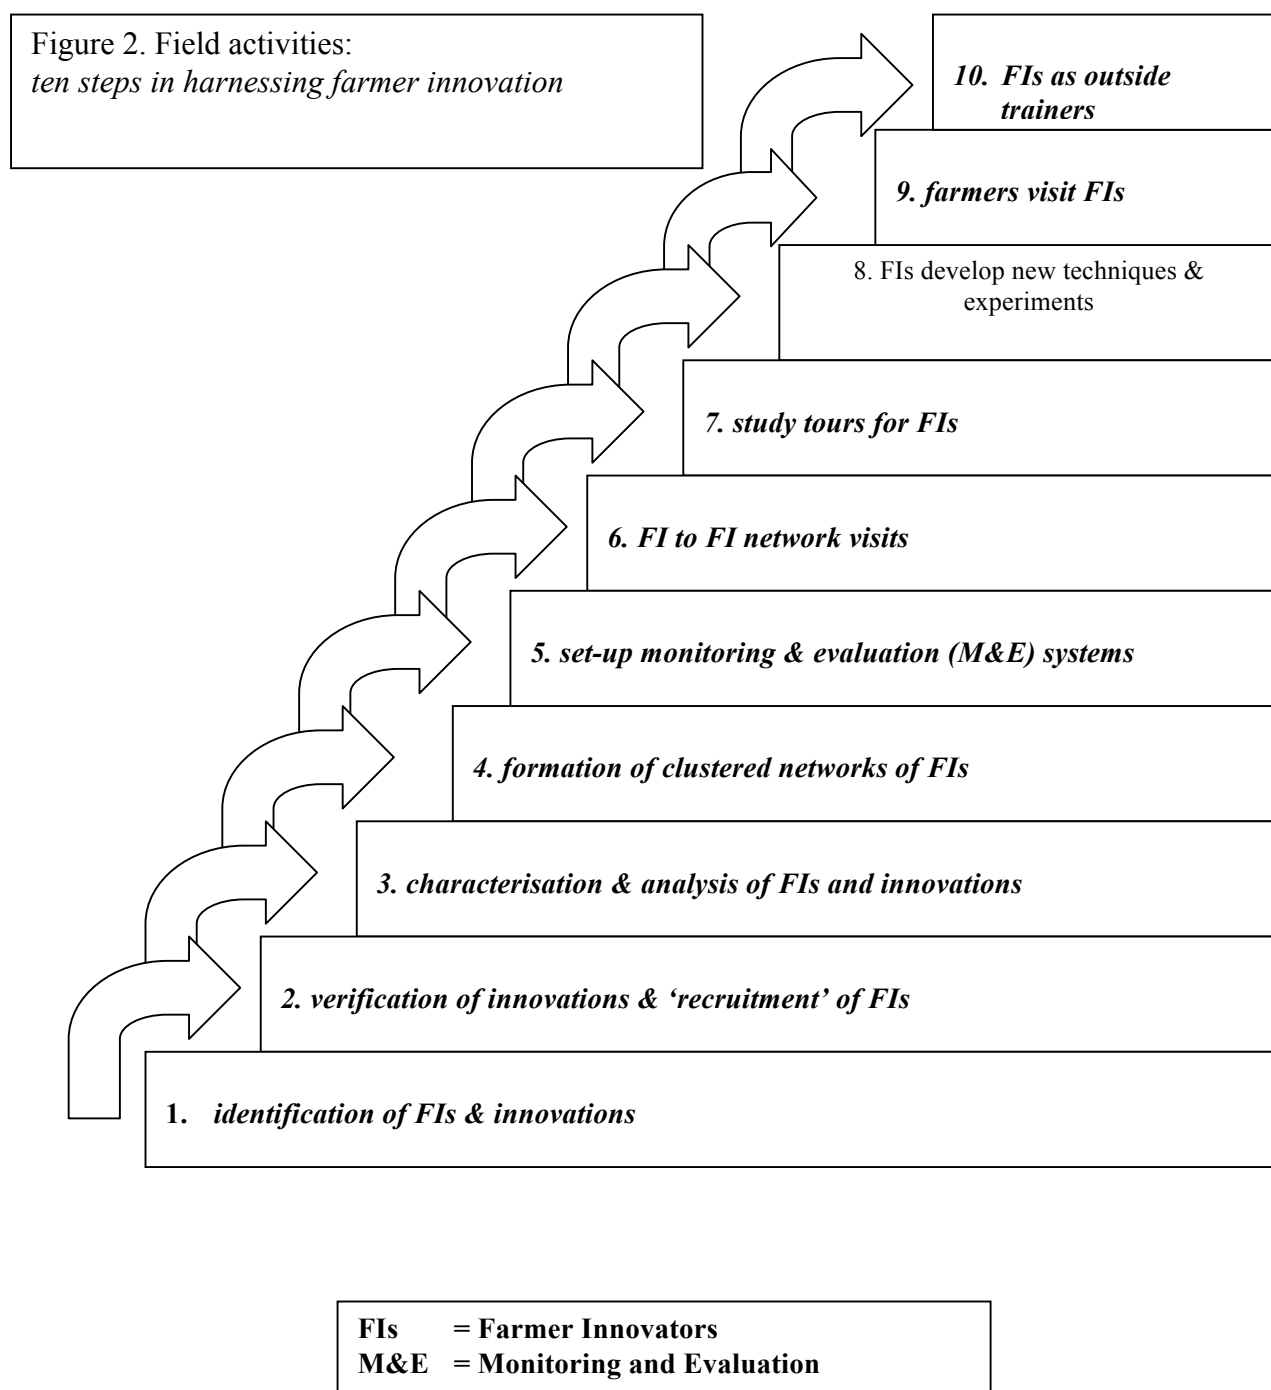 Figure 2. Field activities:
ten steps in harnessing farmer innovation
10. FIs as outside
trainers
9. farmers visit FIs
8. FIs develop new techniques &
experiments
7. study tours for FIs
6. FI to FI network visits
5. set-up monitoring & evaluation (M&E) systems
4. formation of clustered networks of FIs
3. characterisation & analysis of FIs and innovations
2. verification of innovations & ‘recruitment’ of FIs
1. identification of FIs & innovations
FIs = Farmer Innovators
M&E = Monitoring and Evaluation